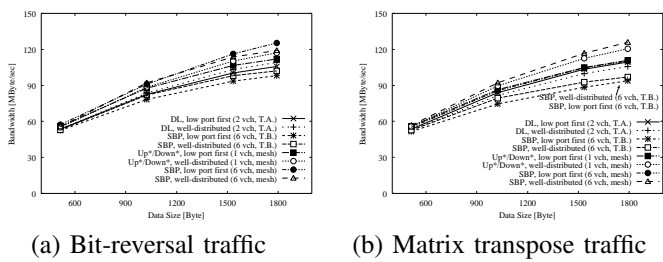 150
120
90
60
30
0
Bandwidth [MByte/sec]
DL, low port first (2 vch, T.A.)
DL, well-distributed (2 vch, T.A.)
SBP, low port first (6 vch, T.B.)
SBP, well-distributed (6 vch, T.B.)
Up*/Down*, low port first (1 vch, mesh)
Up*/Down*, well-distributed (1 vch, mesh)
SBP, low port first (6 vch, mesh)
SBP, well-distributed (6 vch, mesh)
600 900 1200 1500 1800
Data Size [Byte]
(a) Bit-reversal traffic
150
120
90
60
30
0
Bandwidth [MByte/sec]
SBP, well-distributed (6 vch, T.B.)
SBP, low port first (6 vch, T.B.)
DL, low port first (2 vch, T.A.)
DL, well-distributed (2 vch, T.A.)
SBP, low port first (6 vch, T.B.)
SBP, well-distributed (6 vch, T.B.)
Up*/Down*, low port first (1 vch, mesh)
Up*/Down*, well-distributed (1 vch, mesh)
SBP, low port first (6 vch, mesh)
SBP, well-distributed (6 vch, mesh)
600 900 1200 1500 1800
Data Size [Byte]
(b) Matrix transpose traffic